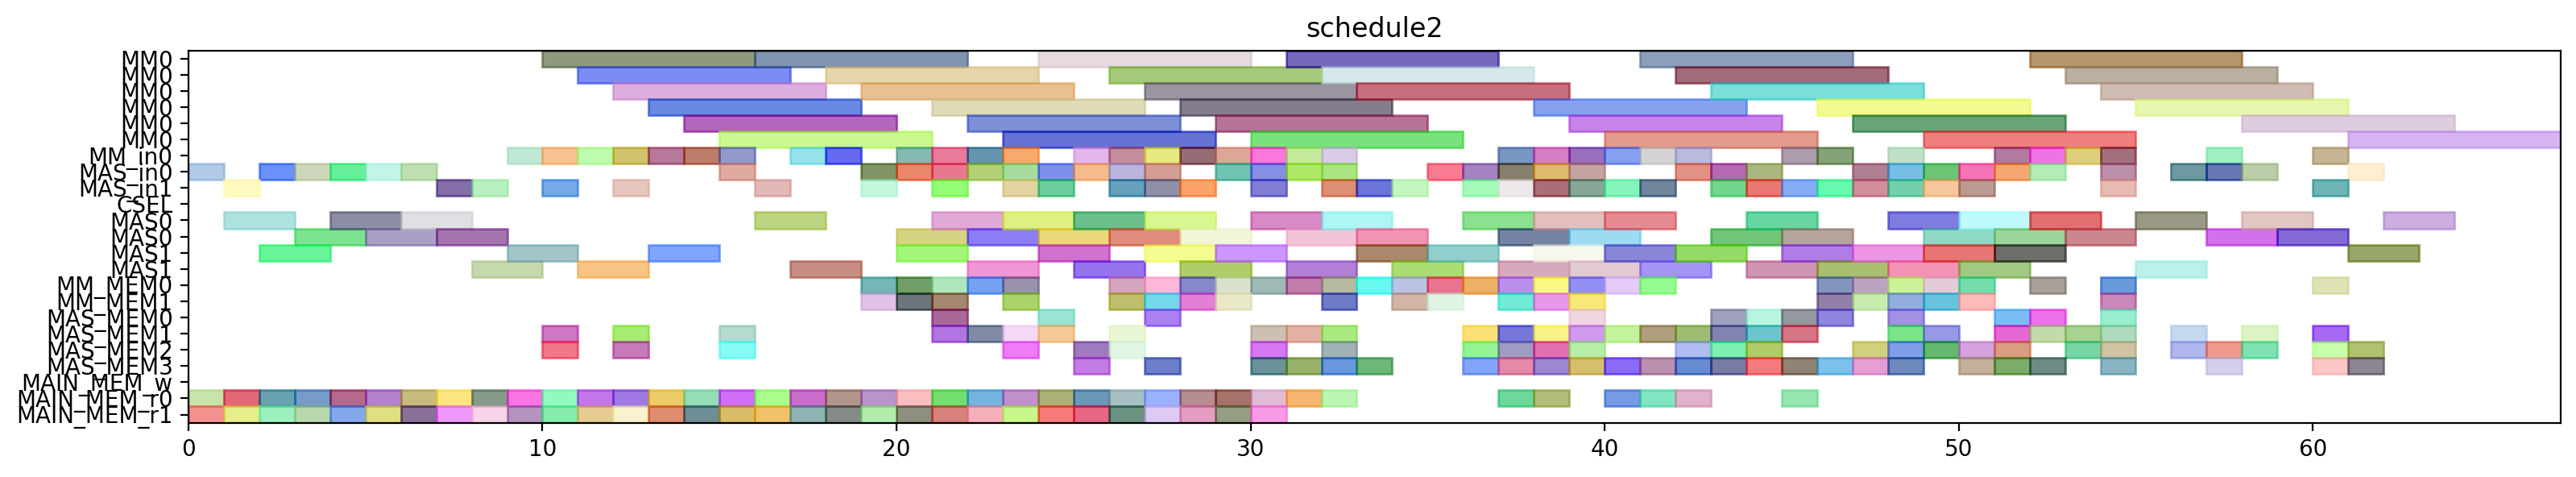 schedule2
MM0
MM0
MM0
MM0
MM0
MM0
MM_in0
MAS_in0
MAS_in1
CSEL
MAS0
MAS0
MAS1
MAS1
MM_MEM0
MM_MEM1
MAS_MEM0
MAS_MEM1
MAS_MEM2
MAS_MEM3
MAIN_MEM_w
MAIN_MEM_r0
MAIN_MEM_r1
0 10 20 30 40 50 60